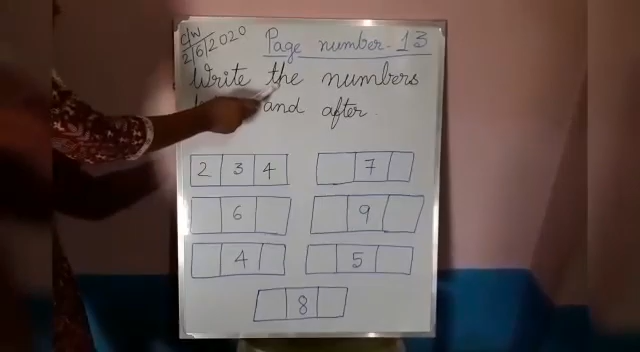 C/W
2/6/2020
Page number-13
Write the numbers
and after.
2 3 4
7
6
9
4
5
8